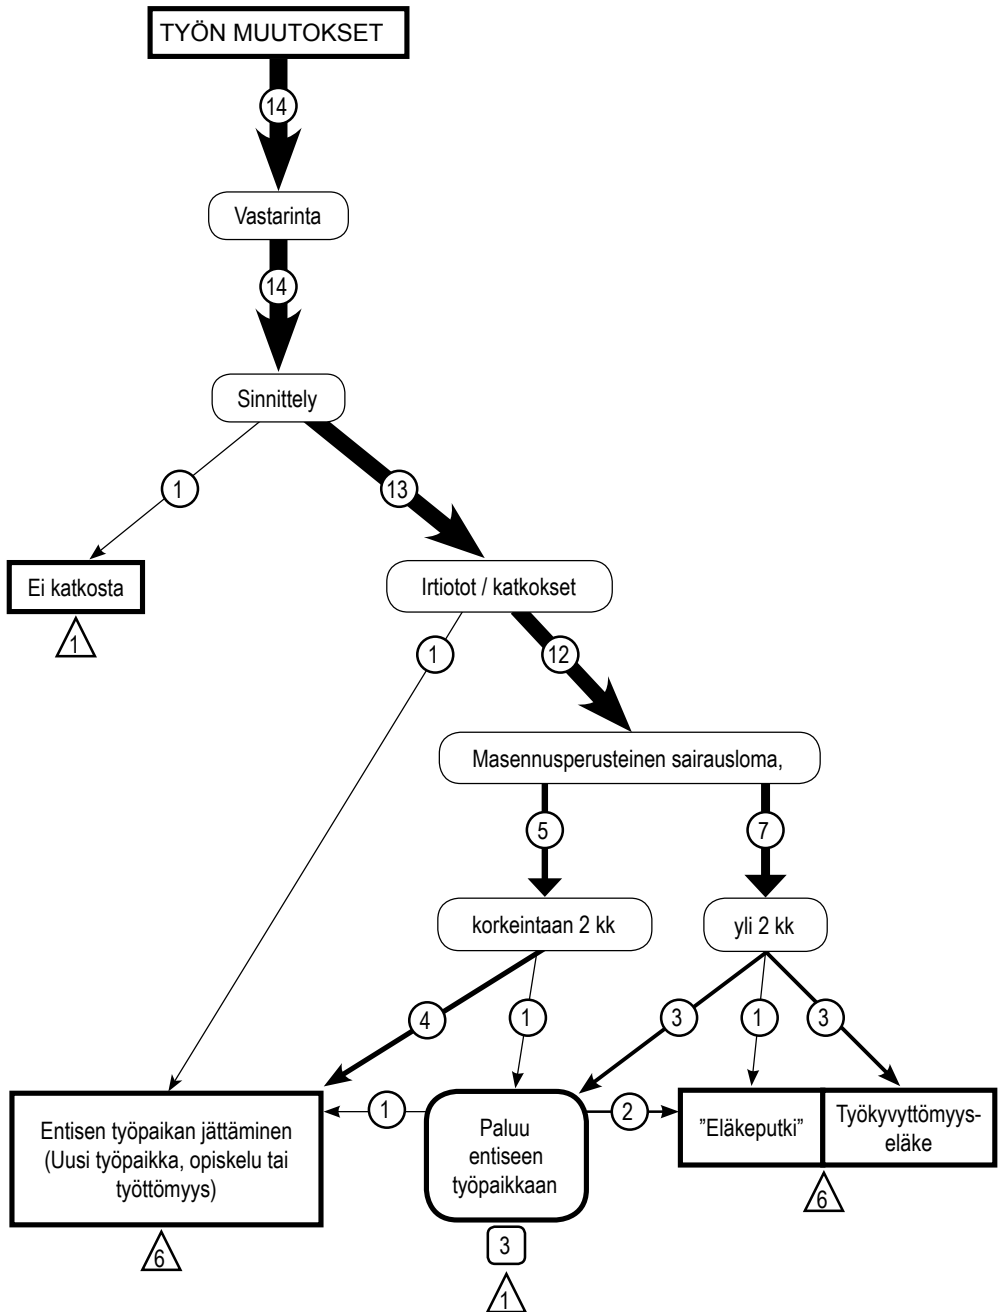 TYÖN MUUTOKSET
14
Vastarinta
14
Sinnittely
1
13
Ei katkosta
1
Irtiotot / katkokset
1
12
Masennusperusteinen sairausloma,
5
7
korkeintaan 2 kk
yli 2 kk
4
1
3
1
3
Entisen työpaikan jättäminen
(Uusi työpaikka, opiskelu tai
työttömyys)
1
Paluu
entiseen
työpaikkaan
2
"Eläkeputki"
Työkyvyttömyys-
eläke
6
6
3
1